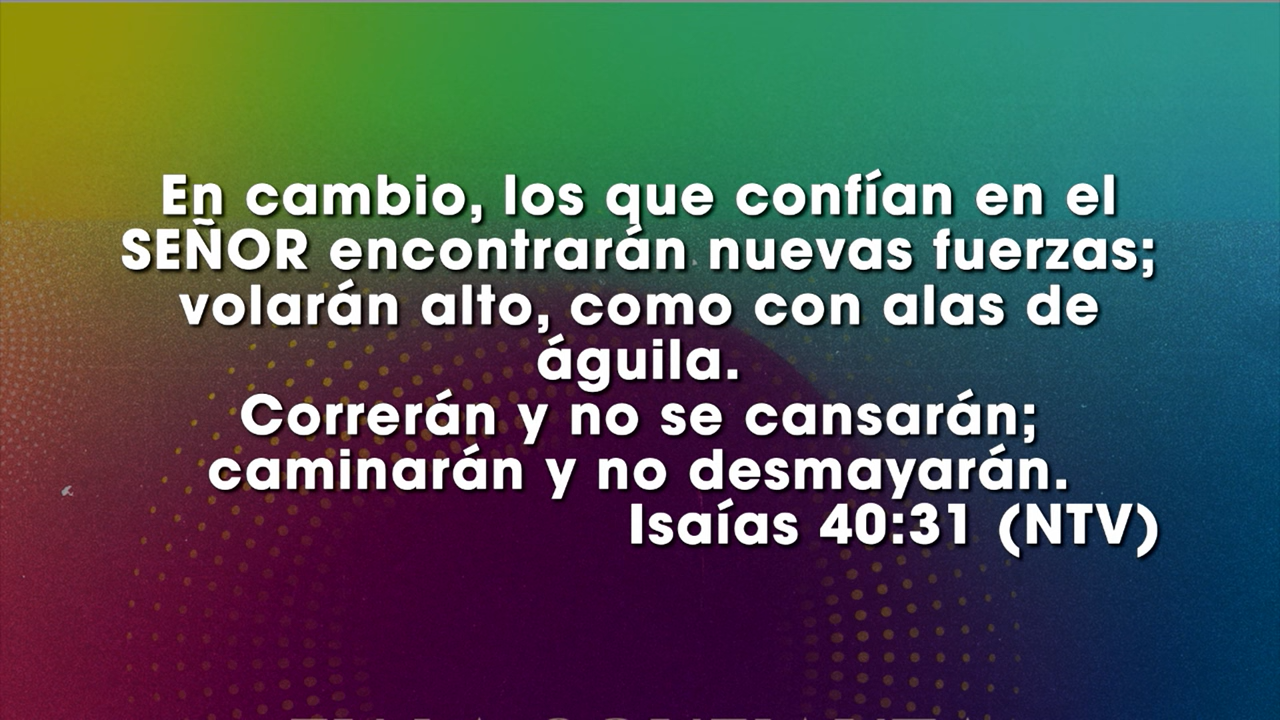 En cambio, los que confían en el
SEÑOR encontrarán nuevas fuerzas;
volarán alto, como con alas de
águila.
Correrán y no se cansarán;
caminarán y no desmayarán.
Isaías 40:31 (NTV)